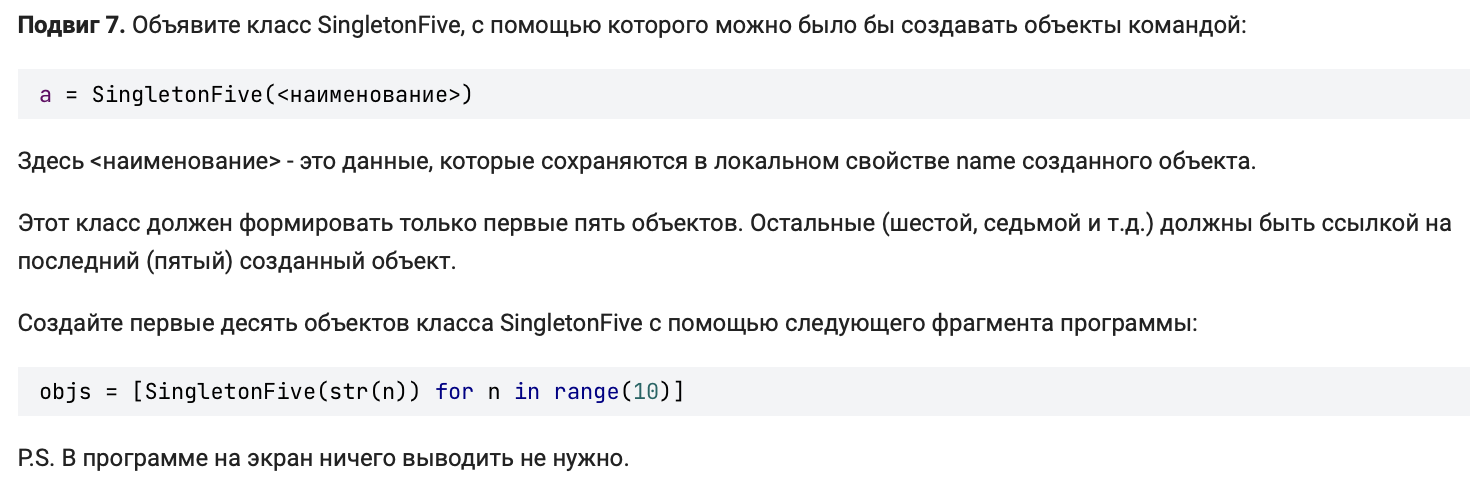 Подвиг 7. Объявите класс SingletonFive, с помощью которого можно было бы создавать объекты командой:
a = SingletonFive(<наименование>)
Здесь <наименование> - это данные, которые сохраняются в локальном свойстве name созданного объекта.
Этот класс должен формировать только первые пять объектов. Остальные (шестой, седьмой и т.д.) должны быть ссылкой на
последний (пятый) созданный объект.
Создайте первые десять объектов класса SingletonFive с помощью следующего фрагмента программы:
objs = [SingletonFive(str(n)) for n in range(10)]
P.S. В программе на экран ничего выводить не нужно.